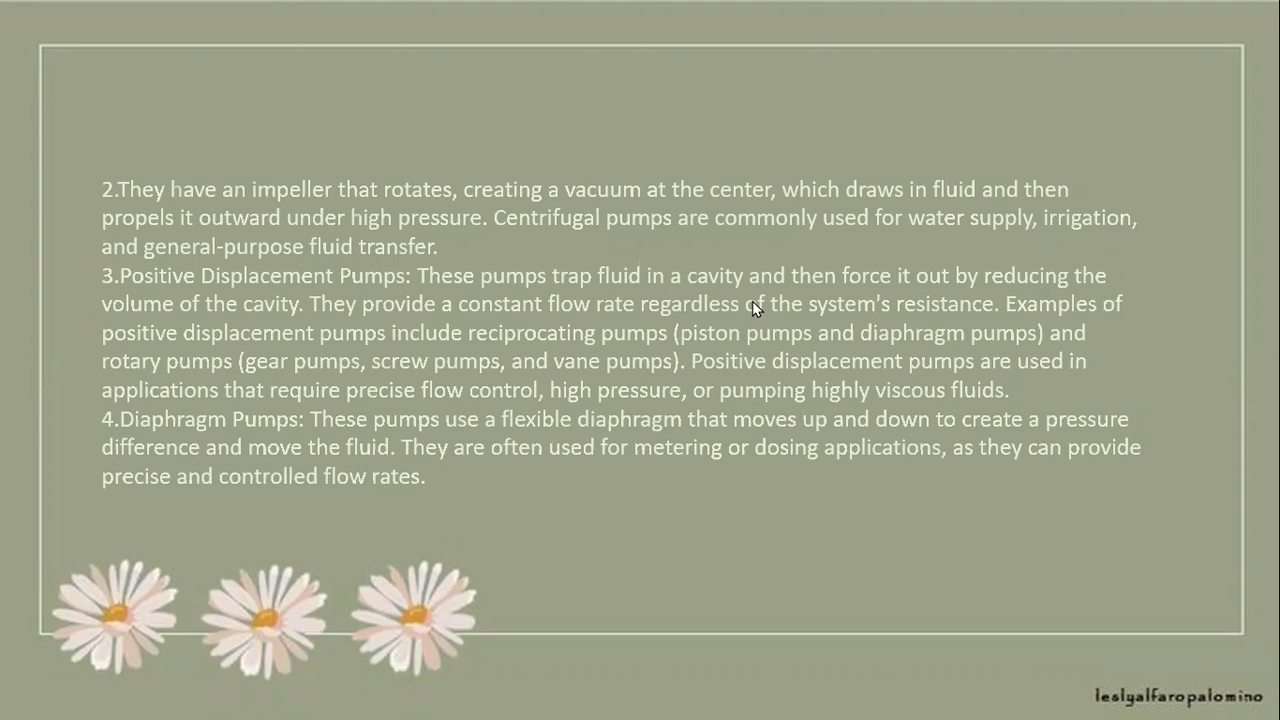 2.They have an impeller that rotates, creating a vacuum at the center, which draws in fluid and then
propels it outward under high pressure. Centrifugal pumps are commonly used for water supply, irrigation,
and general-purpose fluid transfer.
3.Positive Displacement Pumps: These pumps trap fluid in a cavity and then force it out by reducing the
volume of the cavity. They provide a constant flow rate regardless of the system's resistance. Examples of
positive displacement pumps include reciprocating pumps (piston pumps and diaphragm pumps) and
rotary pumps (gear pumps, screw pumps, and vane pumps). Positive displacement pumps are used in
applications that require precise flow control, high pressure, or pumping highly viscous fluids.
4.Diaphragm Pumps: These pumps use a flexible diaphragm that moves up and down to create a pressure
difference and move the fluid. They are often used for metering or dosing applications, as they can provide
precise and controlled flow rates.
leslyalfaropalomino